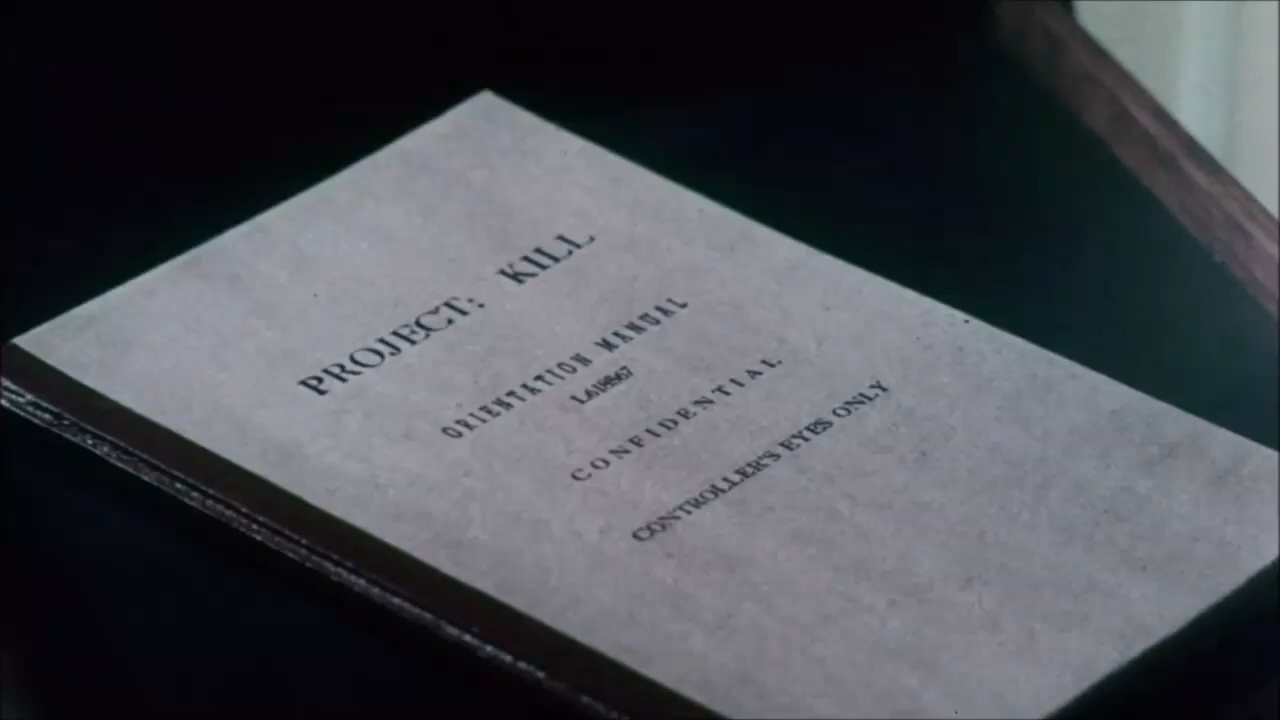 PROJECT: KILL
ORIENTATION MANUAL
CONFIDENTIAL
CONTROLLER'S EYES ONLY